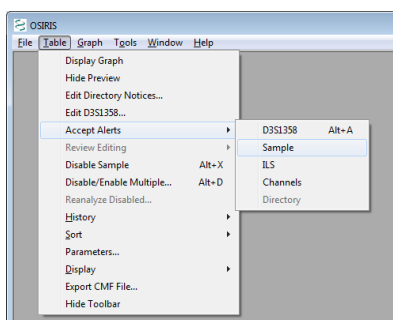 OSIRIS
File Table Graph Tools Window Help
Display Graph
Hide Preview
Edit Directory Notices...
Edit D3S1358...
Accept Alerts
Review Editing
Disable Sample Alt+X
Disable/Enable Multiple... Alt+D
Reanalyze Disabled...
History
Sort
Parameters...
Display
Export CMF File...
Hide Toolbar
D3S1358 Alt+A
Sample
ILS
Channels
Directory